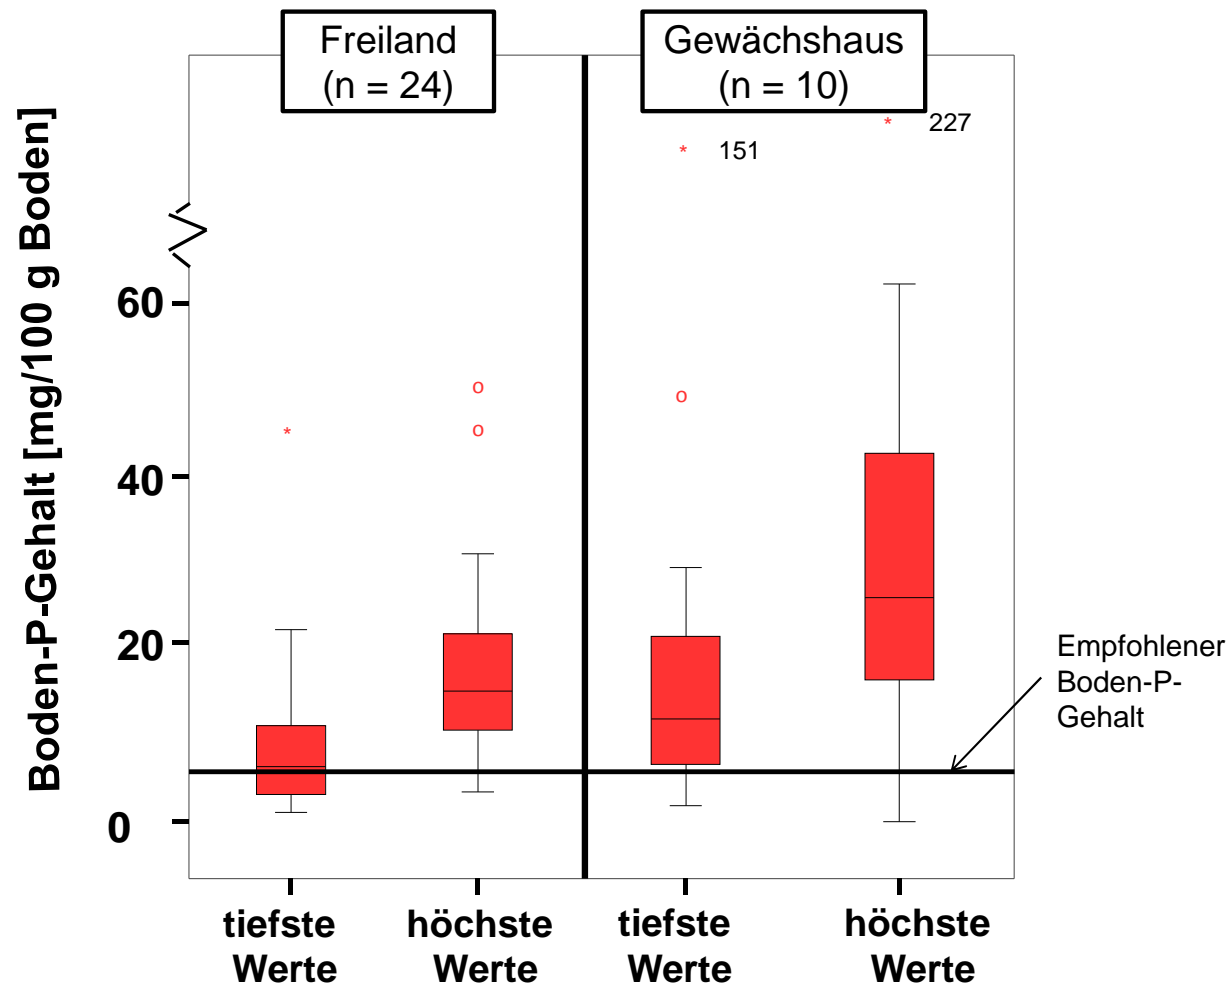 Freiland
(n = 24)
Gewächshaus
(n = 10)
227
151
Boden-P-Gehalt [mg/100 g Boden]
60
40
20
0
*
o
o
*
o
*
Empfohlener
Boden-P-
Gehalt
tiefste
Werte
höchste
Werte
tiefste
Werte
höchste
Werte